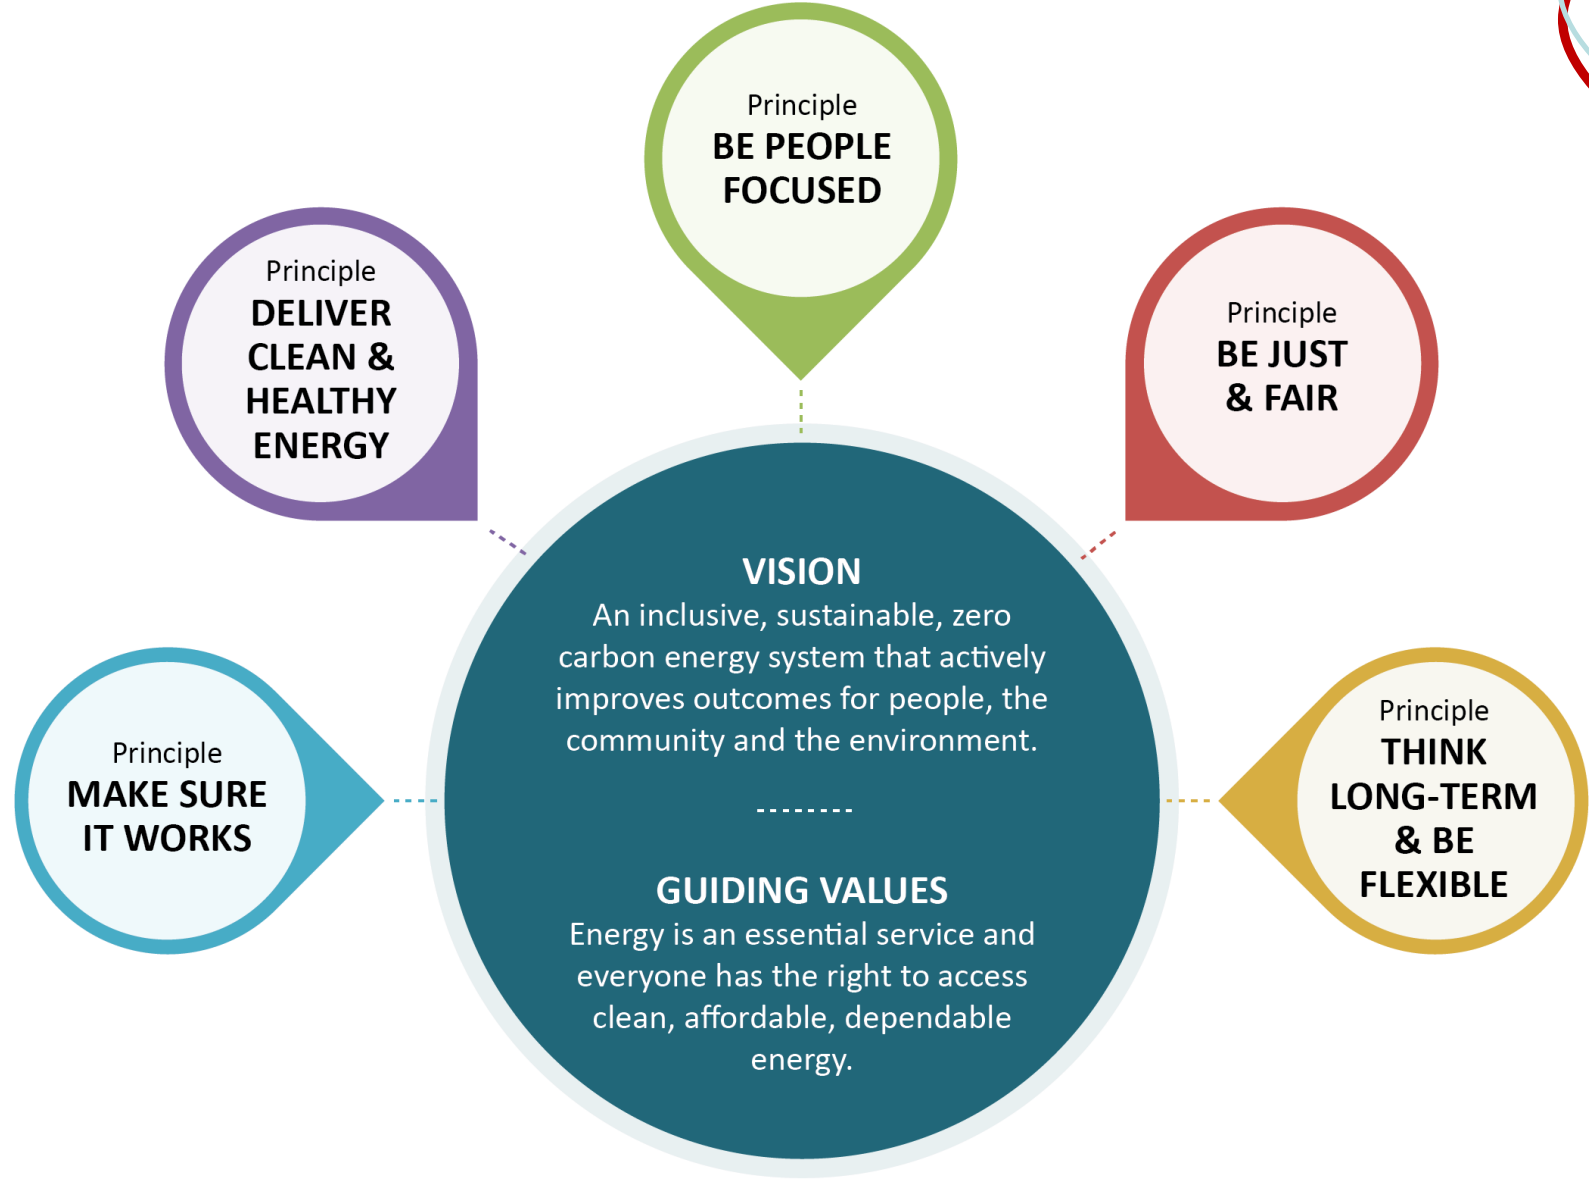 Principle
BE PEOPLE
FOCUSED
Principle
DELIVER
CLEAN &
HEALTHY
ENERGY
Principle
BE JUST
& FAIR
Principle
MAKE SURE
IT WORKS
VISION
An inclusive, sustainable, zero
carbon energy system that actively
improves outcomes for people, the
community and the environment.
GUIDING VALUES
Energy is an essential service and
everyone has the right to access
clean, affordable, dependable
energy.
Principle
THINK
LONG-TERM
& BE
FLEXIBLE